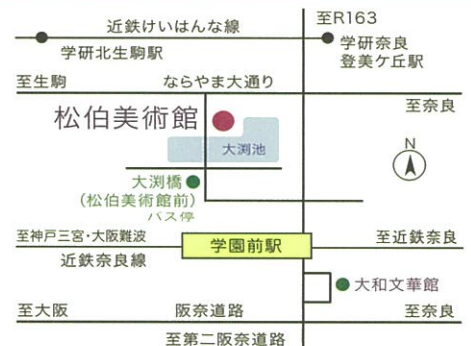 近鉄けいはんな線
至R163
学研北生駒駅
学研奈良
登美ケ丘駅
至生駒
ならやま大通り
至奈良
松伯美術館
大渕池
N
大渕橋
(松伯美術館前)
バス停
至神戸三宮・大阪難波
学園前駅
至近鉄奈良
近鉄奈良線
大和文華館
至大阪
阪奈道路
至奈良
至第二阪奈道路